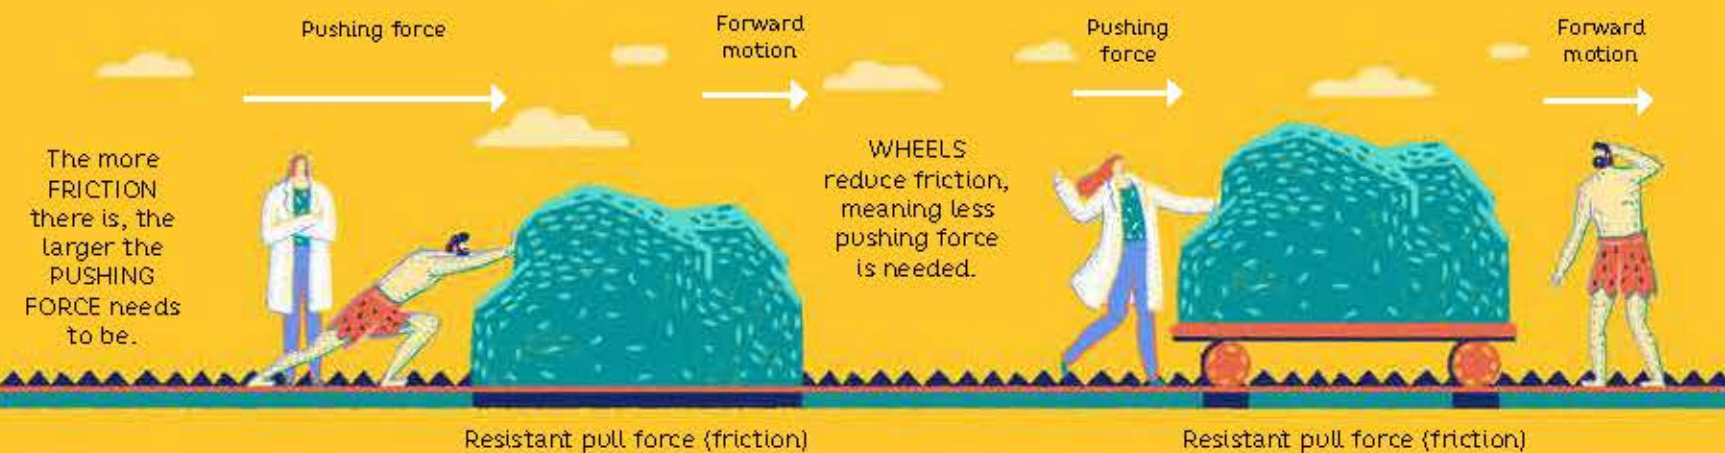 Pushing force
Forward
motion
The more
FRICTION
there is, the
larger the
PUSHING
FORCE needs
to be.
Resistant pull force (friction)
Pushing
force
Forward
motion
WHEELS
reduce friction,
meaning less
pushing force
is needed.
Resistant pull force (friction)